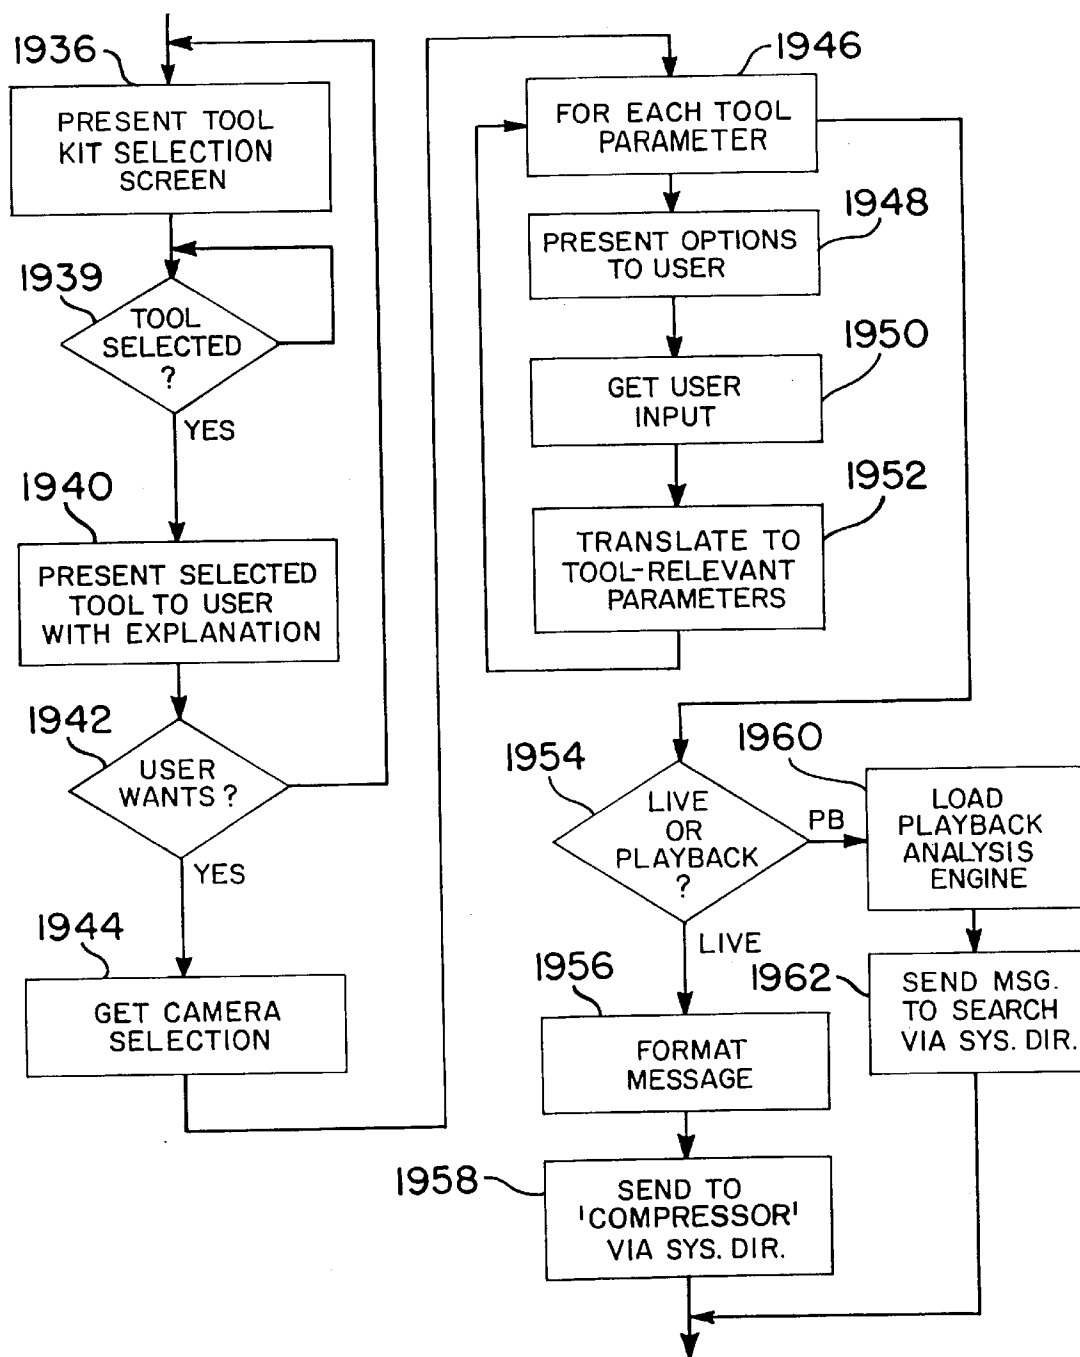 1936
PRESENT TOOL
KIT SELECTION
SCREEN
1939
TOOL
SELECTED
?
YES
1940
PRESENT SELECTED
TOOL TO USER
WITH EXPLANATION
1942
USER
WANTS?
YES
1944
GET CAMERA
SELECTION
1946
FOR EACH TOOL
PARAMETER
1948
PRESENT OPTIONS
TO USER
1950
GET USER
INPUT
1952
TRANSLATE TO
TOOL-RELEVANT
PARAMETERS
1954
LIVE
OR
PLAYBACK
?
PB
LIVE
1960
LOAD
PLAYBACK
ANALYSIS
ENGINE
1962
SEND MSG.
TO SEARCH
VIA SYS. DIR.
1956
FORMAT
MESSAGE
1958
SEND TO
'COMPRESSOR'
VIA SYS. DIR.